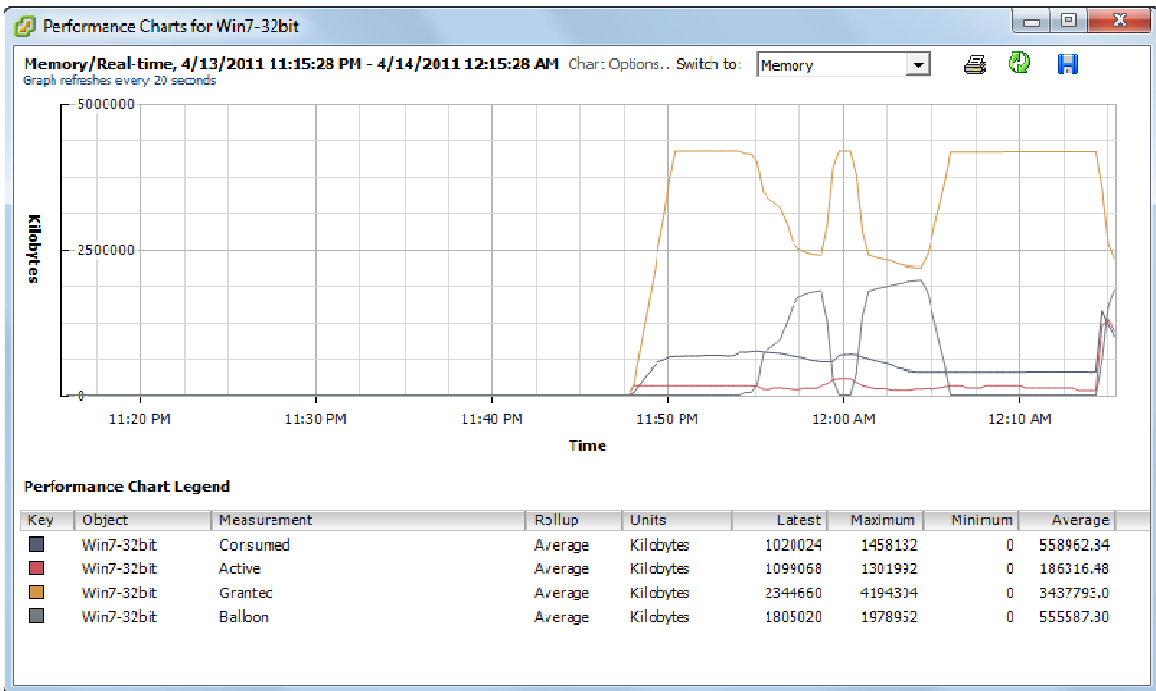 Performance Charts for Win7-32bit
Memory/Real-time, 4/13/2011 11:15:28 PM - 4/14/2011 12:15:28 AM Chart Options... Switch to: Memory
Graph refreshes every 20 seconds
5000000
2500000
0
Kilobytes
11:20 PM 11:30 PM 11:40 PM 11:50 PM 12:00 AM 12:10 AM
Time
Performance Chart Legend
Key Object Measurement Rollup Units Latest Maximum Minimum Average
Win7-32bit Consumed Average Kilobytes 1020024 1458132 0 558962.34
Win7-32bit Active Average Kilobytes 1099068 1301992 0 186316.48
Win7-32bit Granted Average Kilobytes 2344660 4194304 0 3437793.0
Win7-32bit Balloon Average Kilobytes 1805020 1978952 0 555587.30